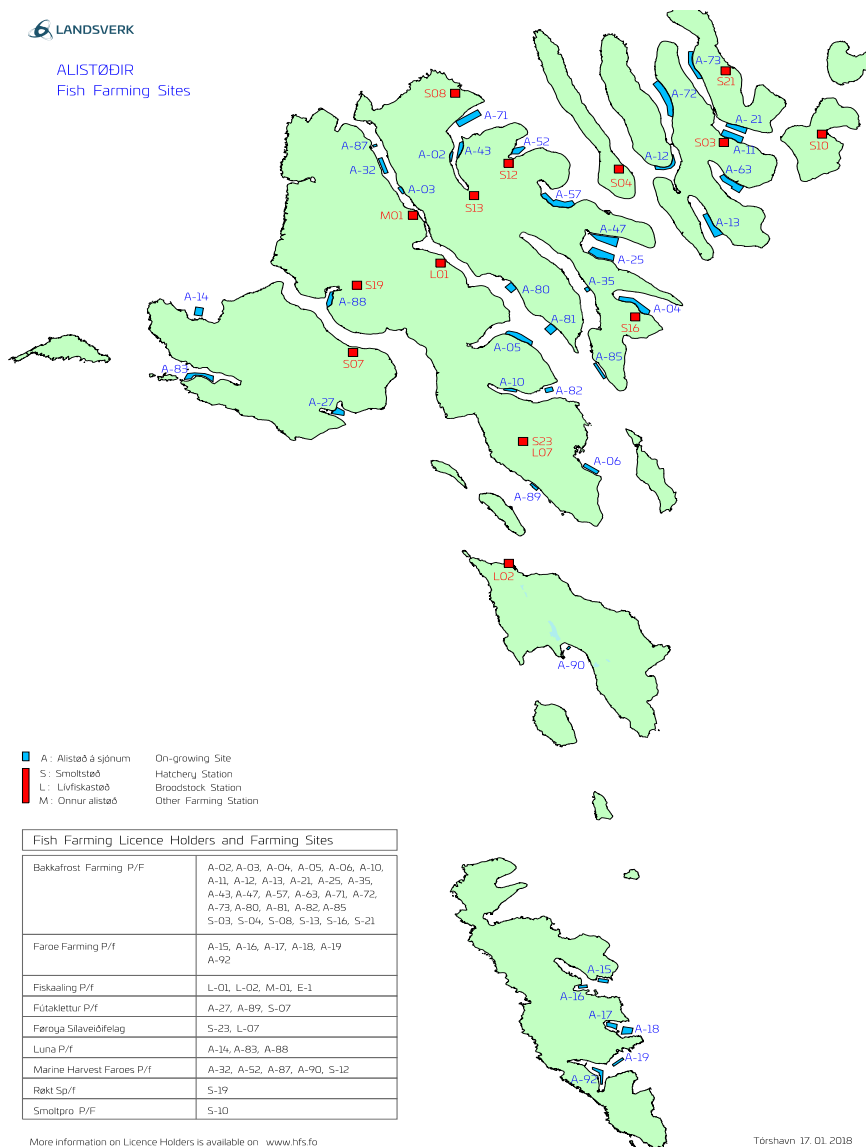 LANDSVERK
ALISTØÐIR
Fish Farming Sites
A-73
S21
S08
A-72
A-71
A- 21
S03
A-11
S10
A-87
A-02
A-43
A-52
A-32
S12
A-12
A-63
S04
A-03
S13
A-57
M01
A-13
A-47
L01
A-25
S19
A-80
A-35
A-14
A-88
A-04
A-81
S16
A-05
S07
A-85
A-83
A-10
A-82
A-27
S23
L07
A-06
A-89
L02
A-90
A : Alistøð á sjónum On-growing Site
S : Smoltstøð Hatchery Station
L : Lívfiskastøð Broodstock Station
M : Onnur alistøð Other Farming Station
Fish Farming Licence Holders and Farming Sites
Bakkafrost Farming P/F A-02, A-03, A-04, A-05, A-06, A-10,
A-11, A-12, A-13, A-21, A-25, A-35,
A-43, A-47, A-57, A-63, A-71, A-72,
A-73, A-80, A-81, A-82, A-85
S-03, S-04, S-08, S-13, S-16, S-21
Faroe Farming P/f A-15, A-16, A-17, A-18, A-19
A-92
Fiskaaling P/f L-01, L-02, M-01, E-1
Fútaklettur P/f A-27, A-89, S-07
Føroya Sílaveiðifelag S-23, L-07
Luna P/f A-14, A-83, A-88
Marine Harvest Faroes P/f A-32, A-52, A-87, A-90, S-12
Røkt Sp/f S-19
Smoltpro P/F S-10
A-15
A-16
A-17
A-18
A-19
A-92
More information on Licence Holders is available on www.hfs.fo
Tórshavn 17. 01. 2018